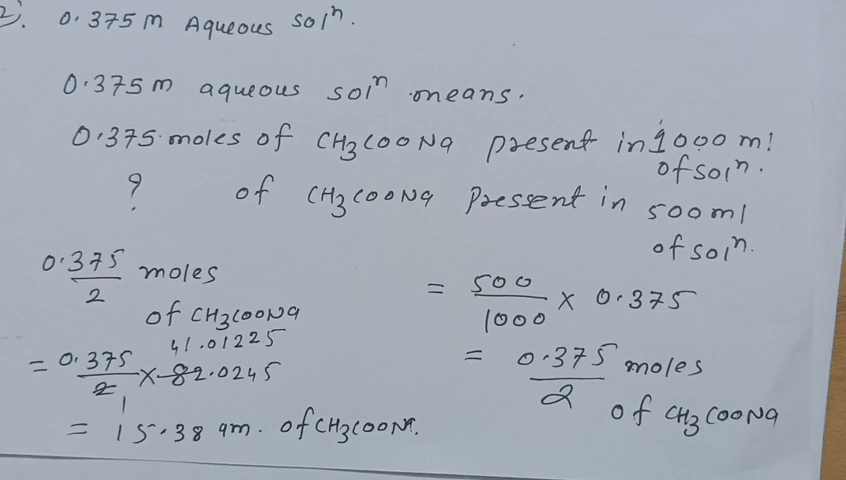 2). 0.375 M Aqueous solⁿ.
0.375 m aqueous solⁿ means.
0.375 moles of CH3COONa present in 1000 ml
of solⁿ.
? of CH3COONa Present in 500 ml
of solⁿ.
0.375/2 moles
of CH3COONa
= 500/1000 × 0.375
= 0.375/2 moles
of CH3COONa
41.01225
= 0.375/2 × 82.0245
1
= 15.38 gm. of CH3COONa.